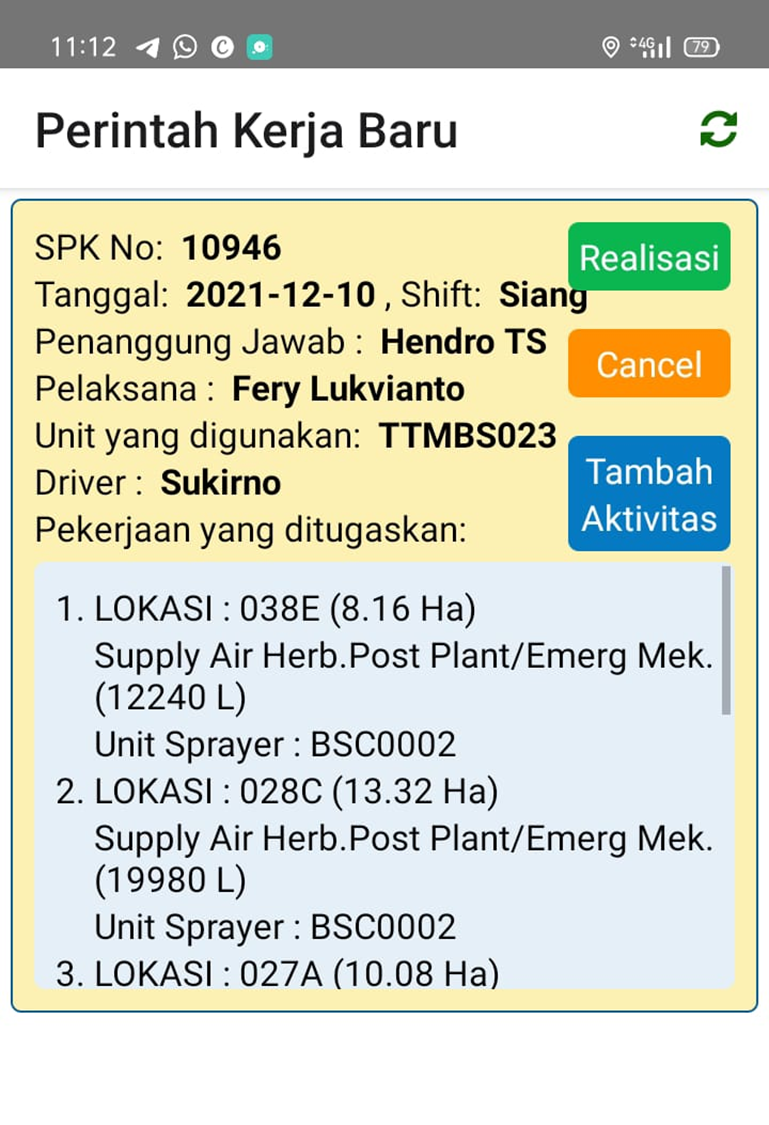 11:12
4G
79
Perintah Kerja Baru
SPK No: 10946
Realisasi
Tanggal: 2021-12-10 , Shift: Siang
Penanggung Jawab : Hendro TS
Cancel
Pelaksana : Fery Lukvianto
Unit yang digunakan: TTMBS023
Driver : Sukirno
Tambah
Aktivitas
Pekerjaan yang ditugaskan:
1. LOKASI : 038E (8.16 Ha)
Supply Air Herb.Post Plant/Emerg Mek.
(12240 L)
Unit Sprayer : BSC0002
2. LOKASI : 028C (13.32 Ha)
Supply Air Herb.Post Plant/Emerg Mek.
(19980 L)
Unit Sprayer : BSC0002
3. LOKASI : 027A (10.08 Ha)